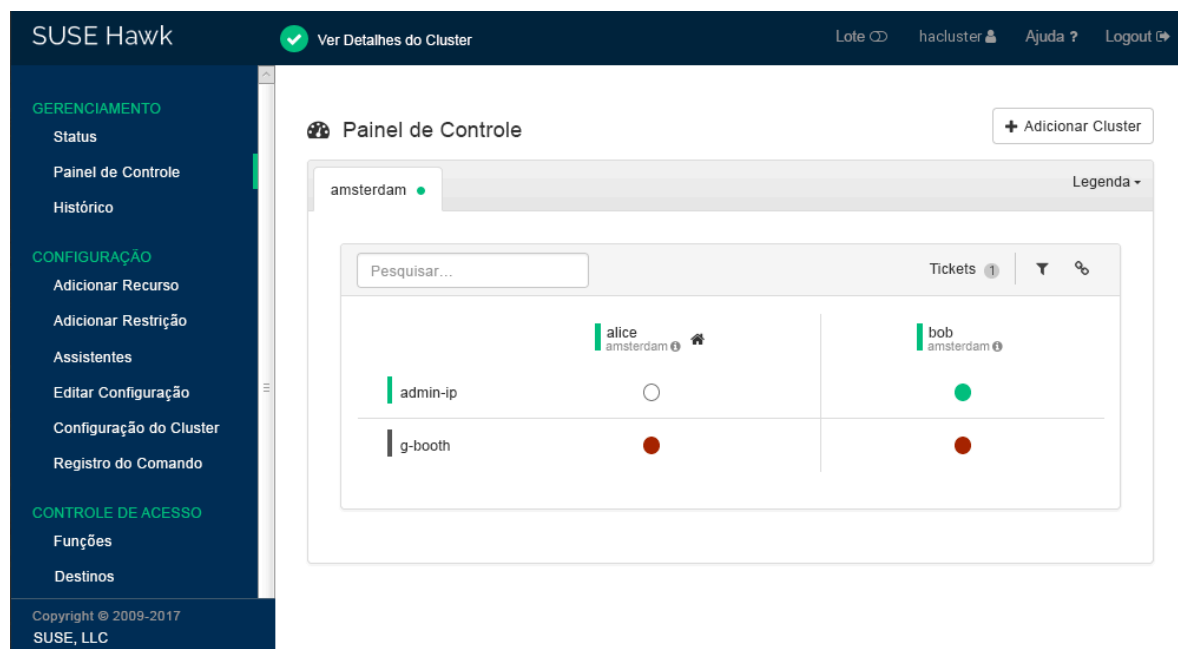 SUSE Hawk
Ver Detalhes do Cluster
Lote
hacluster
Ajuda ?
Logout
GERENCIAMENTO
Status
Painel de Controle
Histórico
CONFIGURAÇÃO
Adicionar Recurso
Adicionar Restrição
Assistentes
Editar Configuração
Configuração do Cluster
Registro do Comando
CONTROLE DE ACESSO
Funções
Destinos
Copyright © 2009-2017
SUSE, LLC
Painel de Controle
Adicionar Cluster
amsterdam
Legenda
Pesquisar...
Tickets 1
alice
amsterdam
bob
amsterdam
admin-ip
g-booth